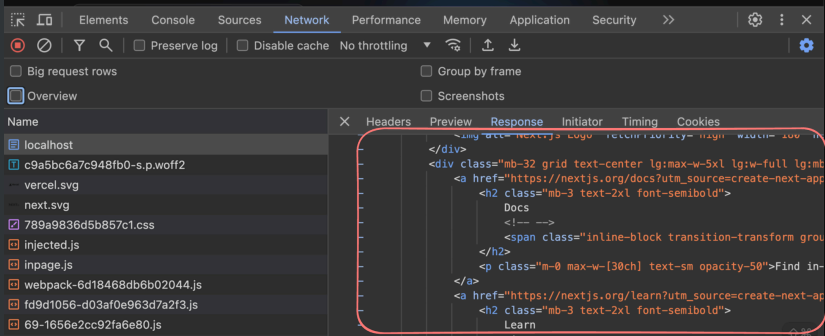 Elements Console Sources Network Performance Memory Application Security
Preserve log Disable cache No throttling
Big request rows Group by frame
Overview Screenshots
Name Headers Preview Response Initiator Timing Cookies
localhost
c9a5bc6a7c948fb0-s.p.woff2
vercel.svg
next.svg
789a9836d5b857c1.css
injected.js
inpage.js
webpack-6d18468db6b02044.js
fd9d1056-d03af0e963d7a2f3.js
69-1656e2cc92fa6e80.js
</div>
<div class="mb-32 grid text-center lg:max-w-5xl lg:w-full lg:mb
<a href="https://nextjs.org/docs?utm_source=create-next-app
<h2 class="mb-3 text-2xl font-semibold">
Docs
<!-- -->
<span class="inline-block transition-transform grou
</h2>
<p class="m-0 max-w-[30ch] text-sm opacity-50">Find in-
</a>
<a href="https://nextjs.org/learn?utm_source=create-next-ap
<h2 class="mb-3 text-2xl font-semibold">
Learn